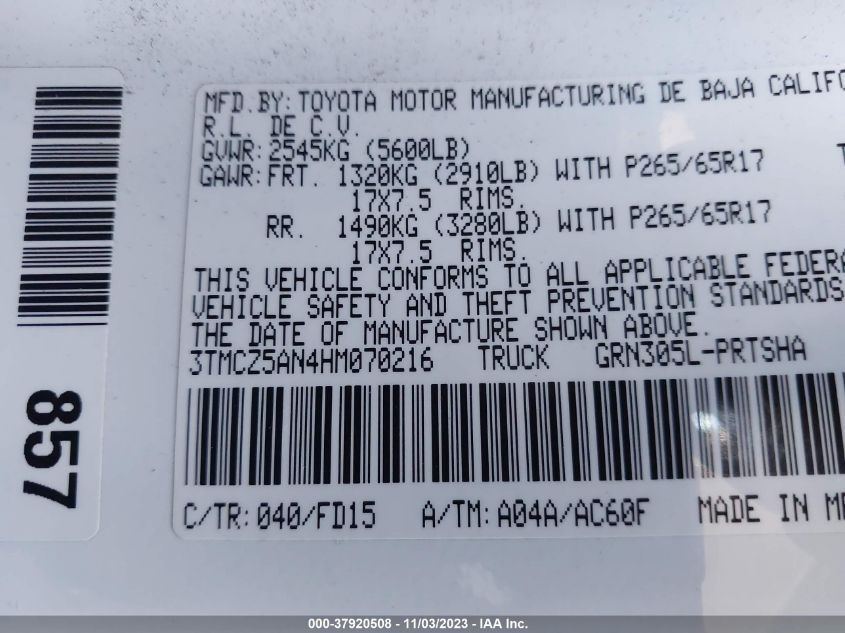 MFD.BY: TOYOTA MOTOR MANUFACTURING DE BAJA CALIFO
R.L. DE C.V.
GVWR: 2545KG (5600LB)
GAWR: FRT. 1320KG (2910LB) WITH P265/65R17
17X7.5 RIMS.
RR. 1490KG (3280LB) WITH P265/65R17
17X7.5 RIMS.
THIS VEHICLE CONFORMS TO ALL APPLICABLE FEDERA
VEHICLE SAFETY AND THEFT PREVENTION STANDARDS
THE DATE OF MANUFACTURE SHOWN ABOVE.
3TMCZ5AN4HM070216 TRUCK GRN305L-PRTSHA
C/TR: 040/FD15 A/TM: A04A/AC60F MADE IN ME
857
000-37920508 - 11/03/2023 - IAA Inc.